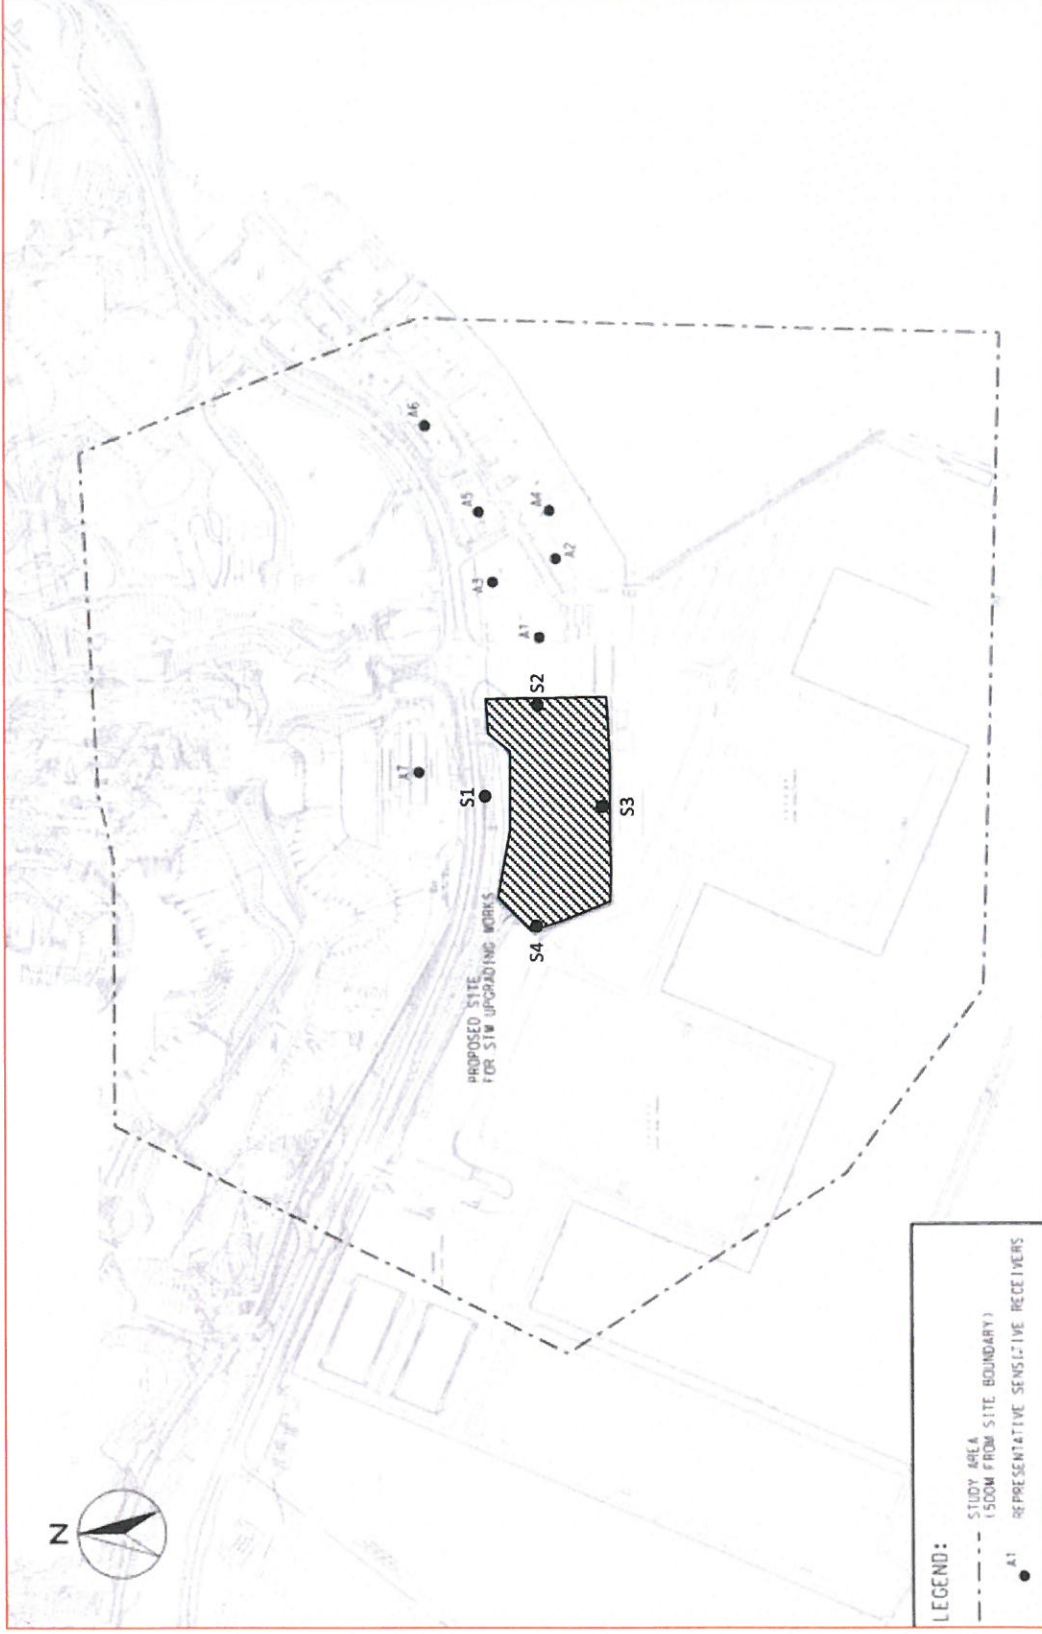 N
A6
A5
A4
A3
A2
A1
A7
S1
S2
S3
S4
PROPOSED SITE
FOR STW UPGRADING WORKS
LEGEND:
STUDY AREA
(500M FROM SITE BOUNDARY)
A1
REPRESENTATIVE SENSITIVE RECEIVERS